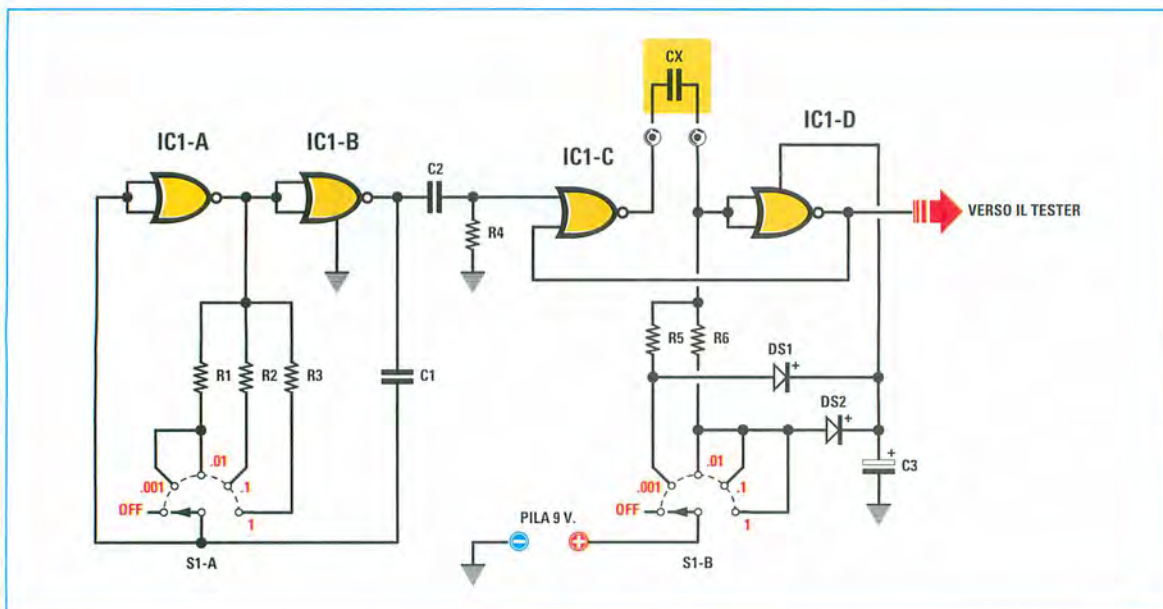 CX
IC1-A
IC1-B
IC1-C
IC1-D
C2
R4
VERSO IL TESTER
R1
R2
R3
C1
R5
R6
DS1
DS2
C3
+
+
+
.001
.01
.1
1
OFF
S1-A
.001
.01
.1
1
OFF
PILA 9 V.
−
+
S1-B